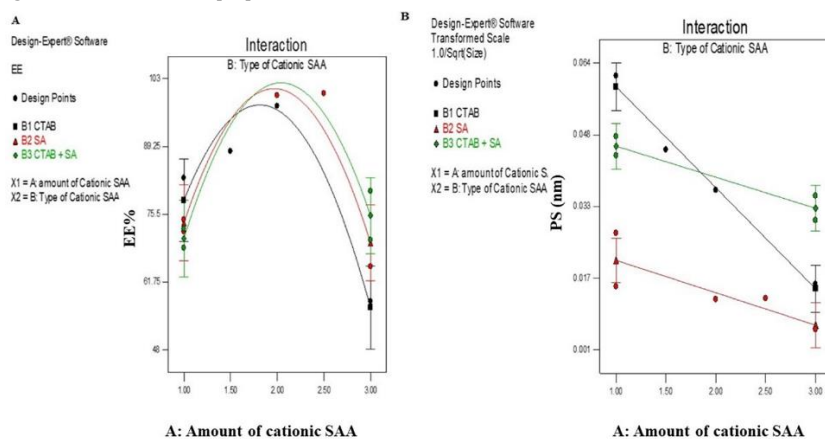 A
Design-Expert® Software
EE
Design Points
B1 CTAB
B2 SA
B3 CTAB + SA
X1 = A: amount of Cationic SAA
X2 = B: Type of Cationic SAA
Interaction
B: Type of Cationic SAA
EE%
103
89.25
75.5
61.75
48
1.00
1.50
2.00
2.50
3.00
A: Amount of cationic SAA
B
Design-Expert® Software
Transformed Scale
1.0/Sqrt(Size)
Design Points
B1 CTAB
B2 SA
B3 CTAB + SA
X1 = A: amount of Cationic S.
X2 = B: Type of Cationic SAA
Interaction
B: Type of Cationic SAA
PS (nm)
0.064
0.048
0.033
0.017
0.001
1.00
1.50
2.00
2.50
3.00
A: Amount of cationic SAA